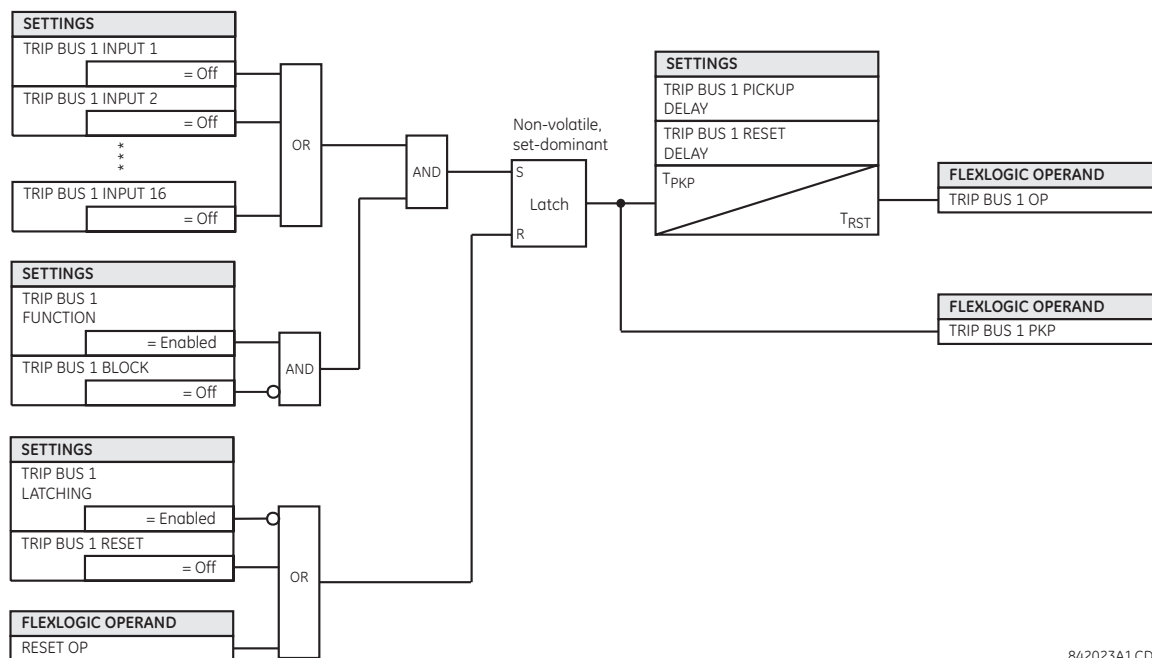 SETTINGS
TRIP BUS 1 INPUT 1
= Off
TRIP BUS 1 INPUT 2
= Off
***
TRIP BUS 1 INPUT 16
= Off
OR
AND
SETTINGS
TRIP BUS 1
FUNCTION
= Enabled
TRIP BUS 1 BLOCK
= Off
AND
SETTINGS
TRIP BUS 1
LATCHING
= Enabled
TRIP BUS 1 RESET
= Off
OR
FLEXLOGIC OPERAND
RESET OP
Non-volatile,
set-dominant
S
Latch
R
SETTINGS
TRIP BUS 1 PICKUP
DELAY
TRIP BUS 1 RESET
DELAY
TPKP
TRST
FLEXLOGIC OPERAND
TRIP BUS 1 OP
FLEXLOGIC OPERAND
TRIP BUS 1 PKP
842023A1.CD